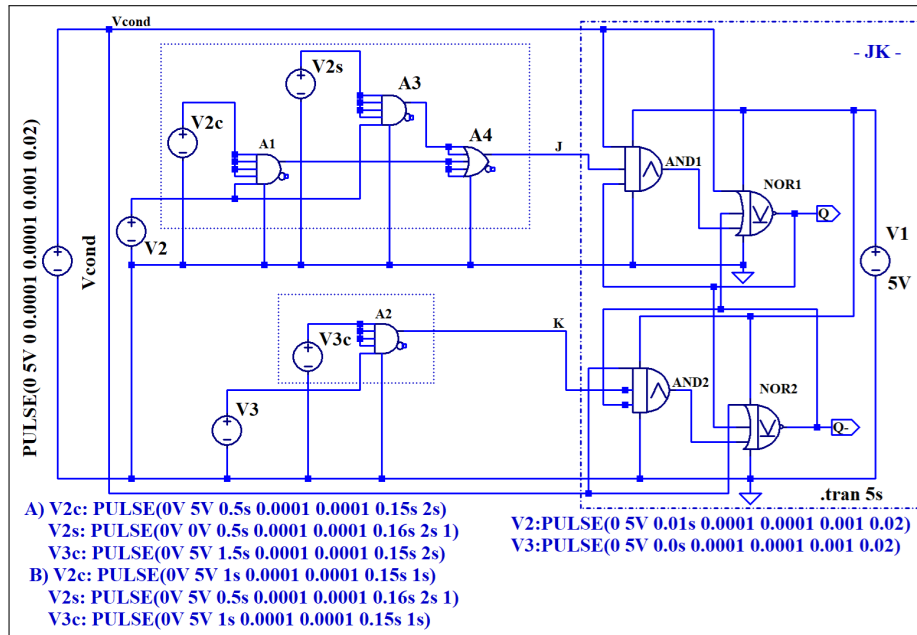 Vcond
- JK -
V2s
A3
V2c
A1
A4
J
AND1
NOR1
Q
V2
Vcond
V1
5V
PULSE(0 5V 0 0.0001 0.0001 0.001 0.02)
A2
V3c
K
AND2
NOR2
Q-
V3
.tran 5s
A) V2c: PULSE(0V 5V 0.5s 0.0001 0.0001 0.15s 2s)
V2s: PULSE(0V 0V 0.5s 0.0001 0.0001 0.16s 2s 1)
V3c: PULSE(0V 5V 1.5s 0.0001 0.0001 0.15s 2s)
B) V2c: PULSE(0V 5V 1s 0.0001 0.0001 0.15s 1s)
V2s: PULSE(0V 5V 0.5s 0.0001 0.0001 0.16s 2s 1)
V3c: PULSE(0V 5V 1s 0.0001 0.0001 0.15s 1s)
V2:PULSE(0 5V 0.01s 0.0001 0.0001 0.001 0.02)
V3:PULSE(0 5V 0.0s 0.0001 0.0001 0.001 0.02)